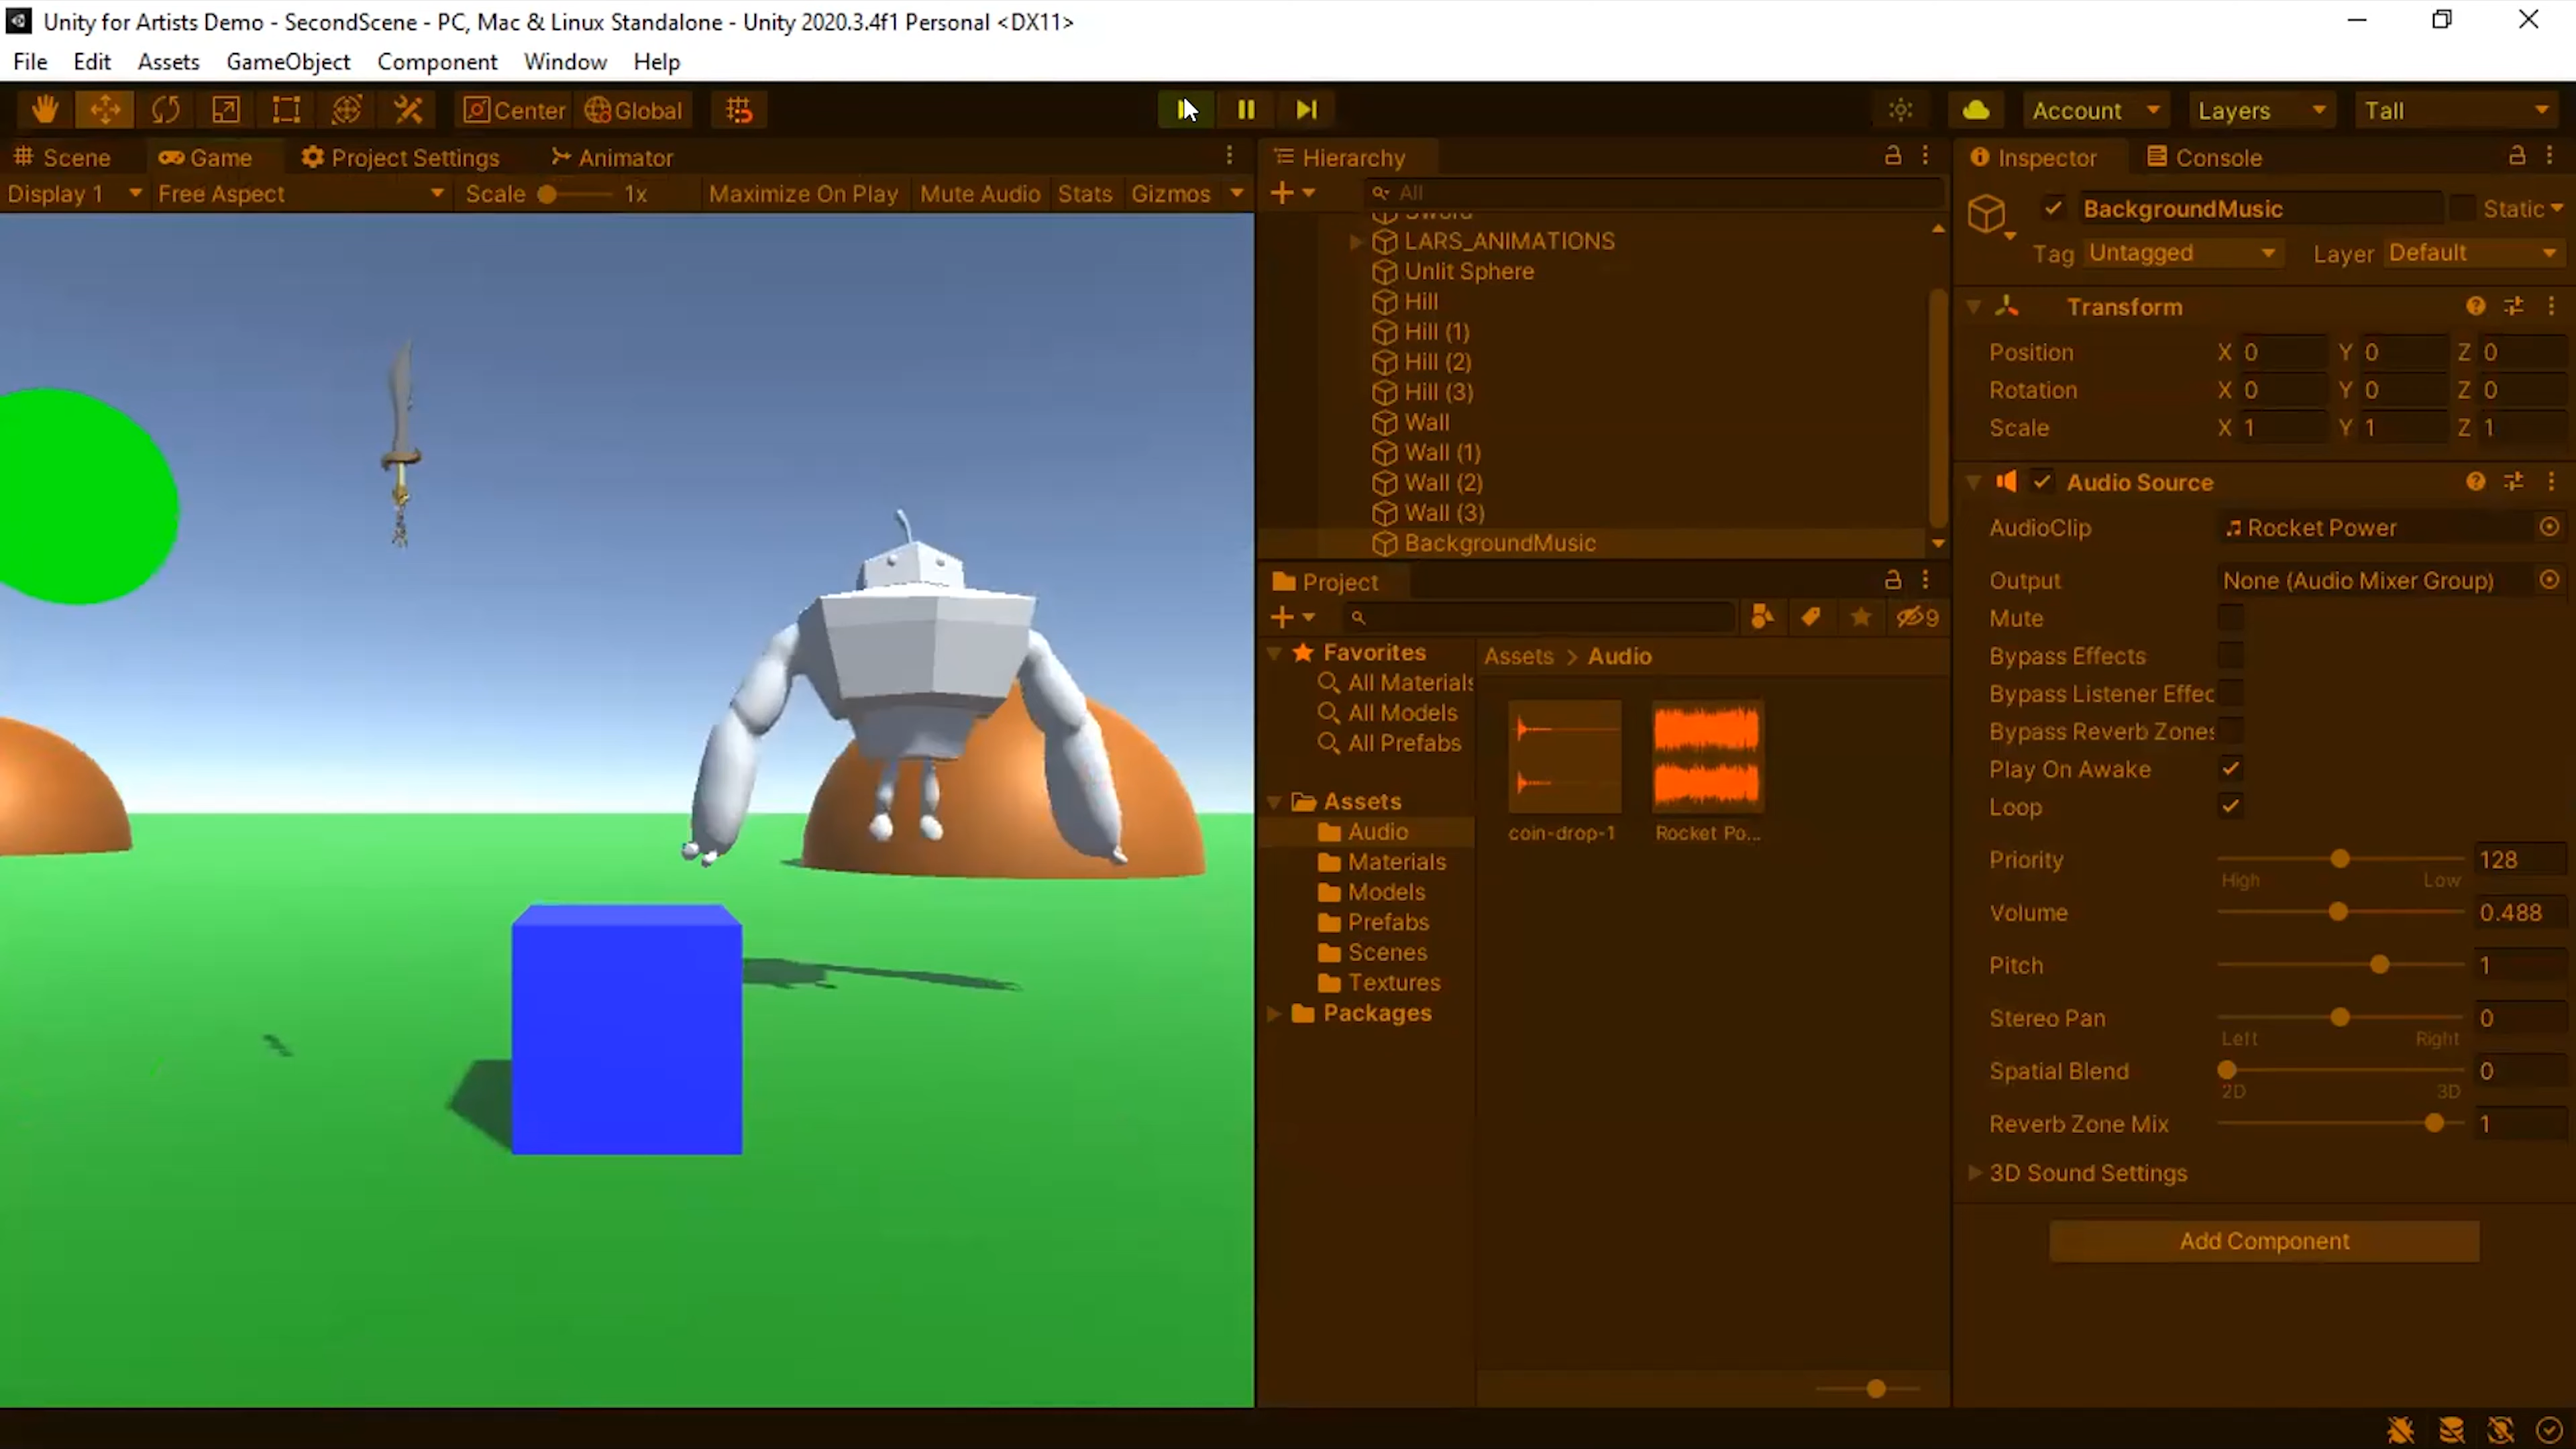 Unity for Artists Demo - SecondScene - PC, Mac & Linux Standalone - Unity 2020.3.4f1 Personal <DX11>
File Edit Assets GameObject Component Window Help
Center Global
Account Layers Tall
Scene Game Project Settings Animator
Display 1 Free Aspect Scale 1x Maximize On Play Mute Audio Stats Gizmos
Hierarchy
All
Sword
LARS_ANIMATIONS
Unlit Sphere
Hill
Hill (1)
Hill (2)
Hill (3)
Wall
Wall (1)
Wall (2)
Wall (3)
BackgroundMusic
Project
9
Favorites
All Materials
All Models
All Prefabs
Assets
Audio
Materials
Models
Prefabs
Scenes
Textures
Packages
Assets > Audio
coin-drop-1 Rocket Po...
Inspector Console
BackgroundMusic Static
Tag Untagged Layer Default
Transform
Position X 0 Y 0 Z 0
Rotation X 0 Y 0 Z 0
Scale X 1 Y 1 Z 1
Audio Source
AudioClip Rocket Power
Output None (Audio Mixer Group)
Mute
Bypass Effects
Bypass Listener Effec
Bypass Reverb Zones
Play On Awake
Loop
Priority 128
High Low
Volume 0.488
Pitch 1
Stereo Pan 0
Left Right
Spatial Blend 0
2D 3D
Reverb Zone Mix 1
3D Sound Settings
Add Component